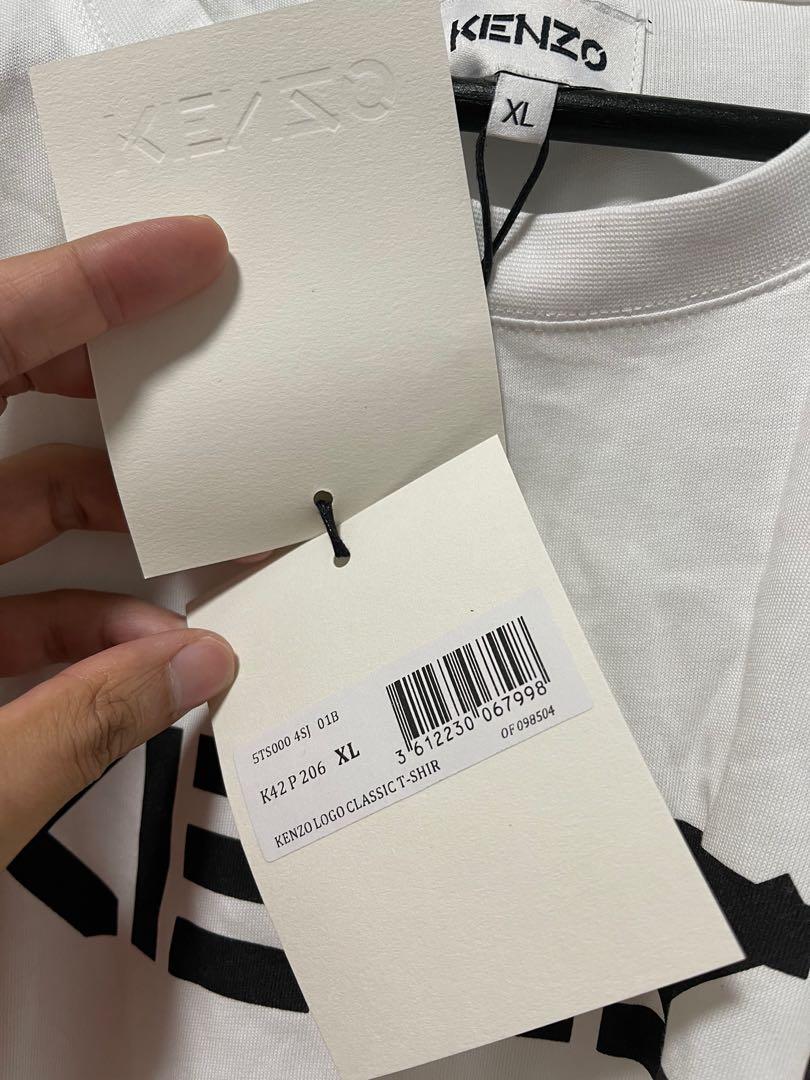 KENZO
KENZO
XL
5TS000 4SJ 01B
K42 P 206 XL
3 612230 067998
OF 098504
KENZO LOGO CLASSIC T-SHIR